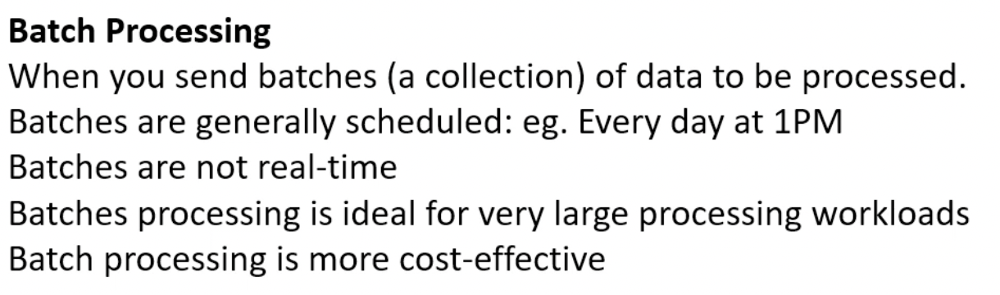 Batch Processing
When you send batches (a collection) of data to be processed.
Batches are generally scheduled: eg. Every day at 1PM
Batches are not real-time
Batches processing is ideal for very large processing workloads
Batch processing is more cost-effective